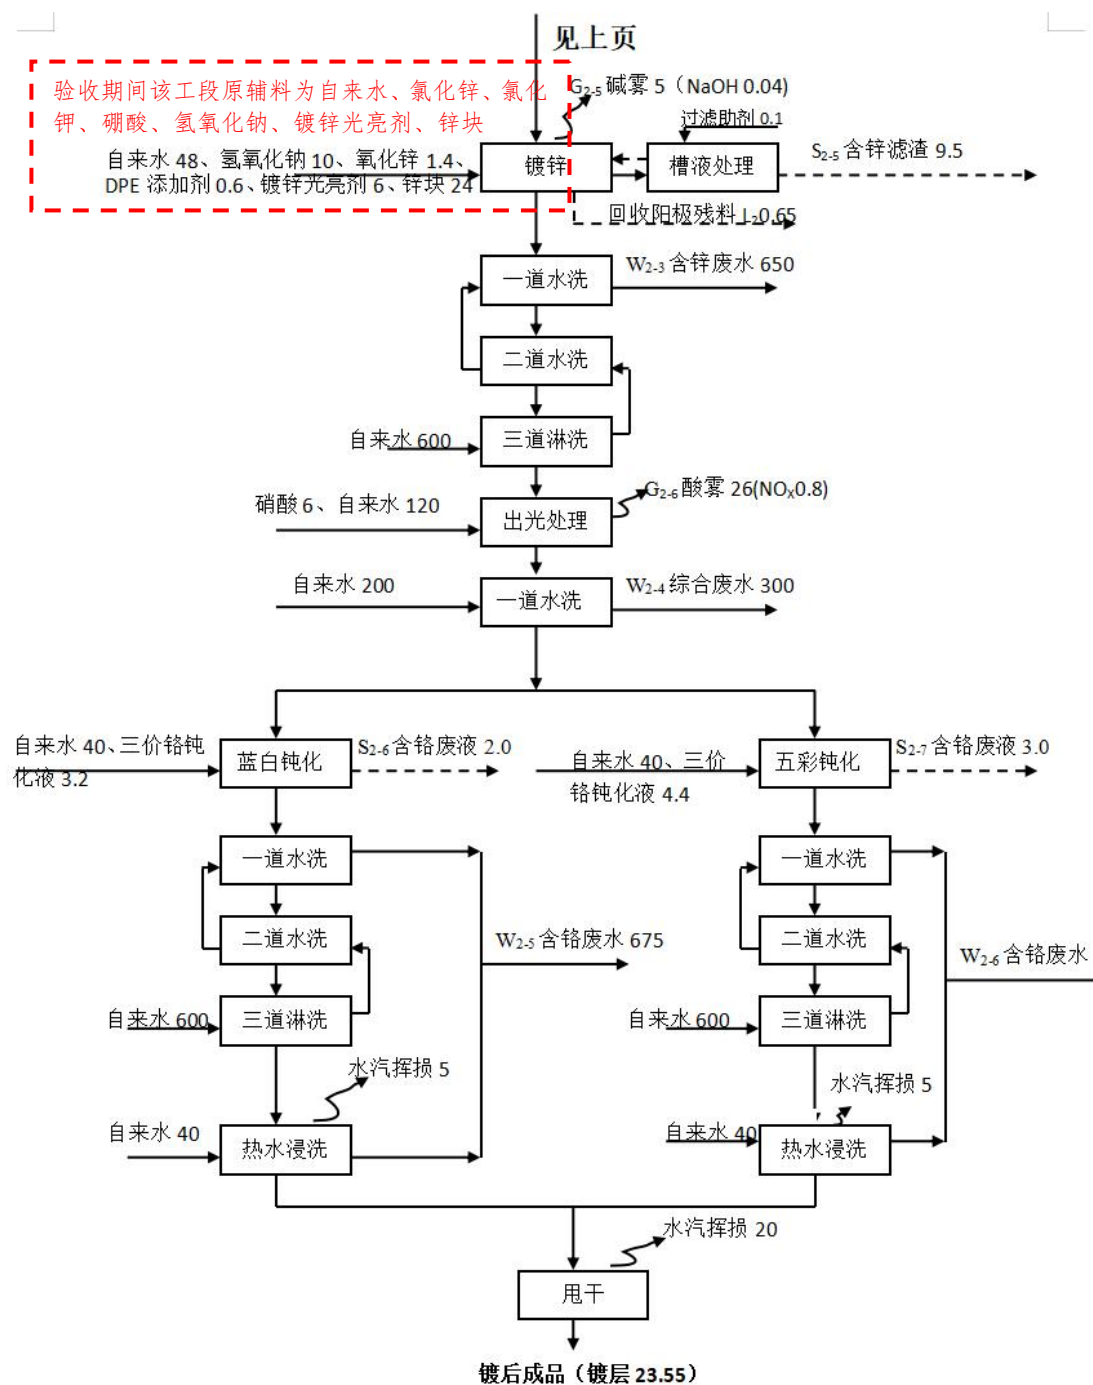 见上页
验收期间该工段原辅料为自来水、氯化锌、氯化
钾、硼酸、氢氧化钠、镀锌光亮剂、锌块
G2-5 碱雾 5（NaOH 0.04）
过滤助剂 0.1
自来水 48、氢氧化钠 10、氧化锌 1.4、
DPE 添加剂 0.6、镀锌光亮剂 6、锌块 24
镀锌
槽液处理
S2-5 含锌滤渣 9.5
回收阳极残料 L20.65
一道水洗
W2-3 含锌废水 650
二道水洗
自来水 600
三道淋洗
硝酸 6、自来水 120
出光处理
G2-6 酸雾 26(NOX0.8)
自来水 200
一道水洗
W2-4 综合废水 300
自来水 40、三价铬钝
化液 3.2
蓝白钝化
S2-6 含铬废液 2.0
自来水 40、三价
铬钝化液 4.4
五彩钝化
S2-7 含铬废液 3.0
一道水洗
一道水洗
二道水洗
W2-5 含铬废水 675
二道水洗
W2-6 含铬废水
自来水 600
三道淋洗
自来水 600
三道淋洗
水汽挥损 5
水汽挥损 5
自来水 40
热水浸洗
自来水 40
热水浸洗
水汽挥损 20
甩干
镀后成品（镀层 23.55）